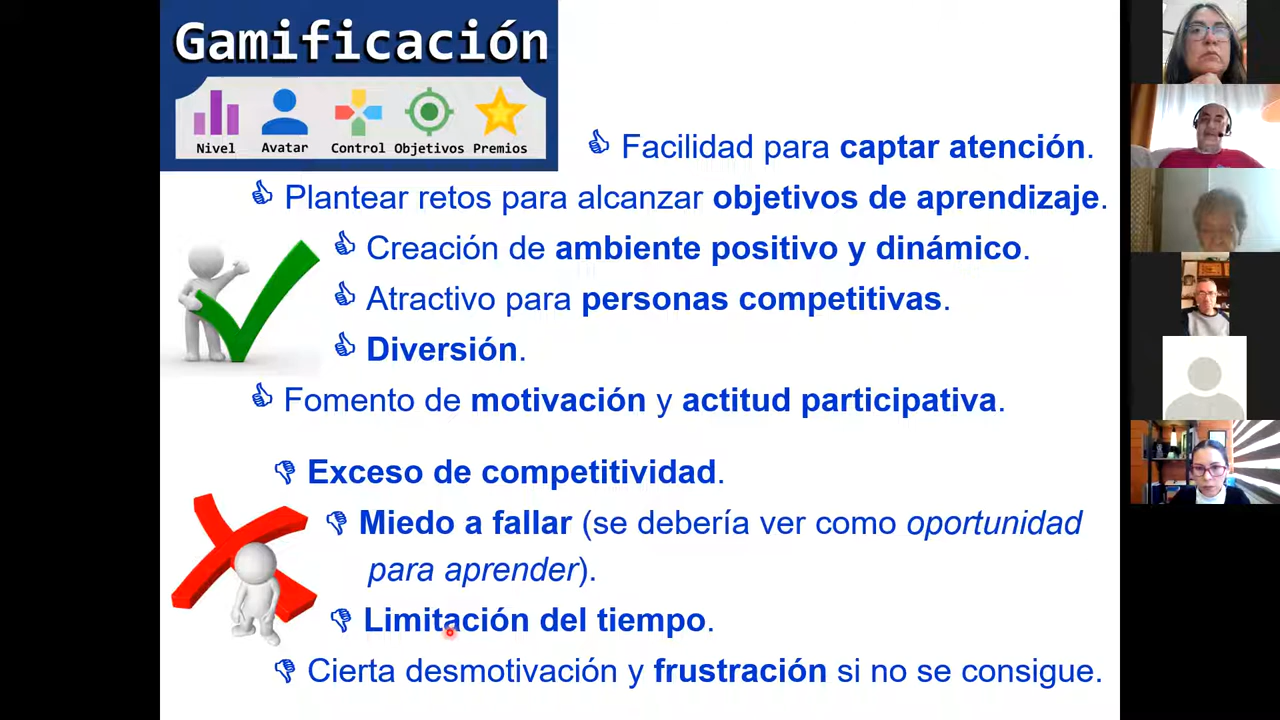 Gamificación
Nivel Avatar Control Objetivos Premios
Facilidad para captar atención.
Plantear retos para alcanzar objetivos de aprendizaje.
Creación de ambiente positivo y dinámico.
Atractivo para personas competitivas.
Diversión.
Fomento de motivación y actitud participativa.
Exceso de competitividad.
Miedo a fallar (se debería ver como oportunidad
para aprender).
Limitación del tiempo.
Cierta desmotivación y frustración si no se consigue.